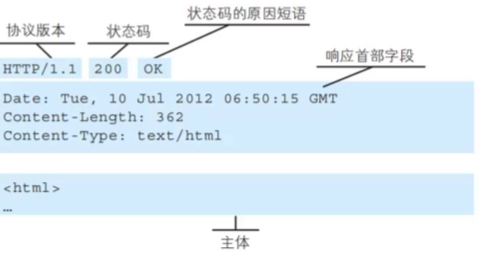 状态码的原因短语
协议版本 状态码
响应首部字段
HTTP/1.1 200 OK
Date: Tue, 10 Jul 2012 06:50:15 GMT
Content-Length: 362
Content-Type: text/html
<html>
…
主体